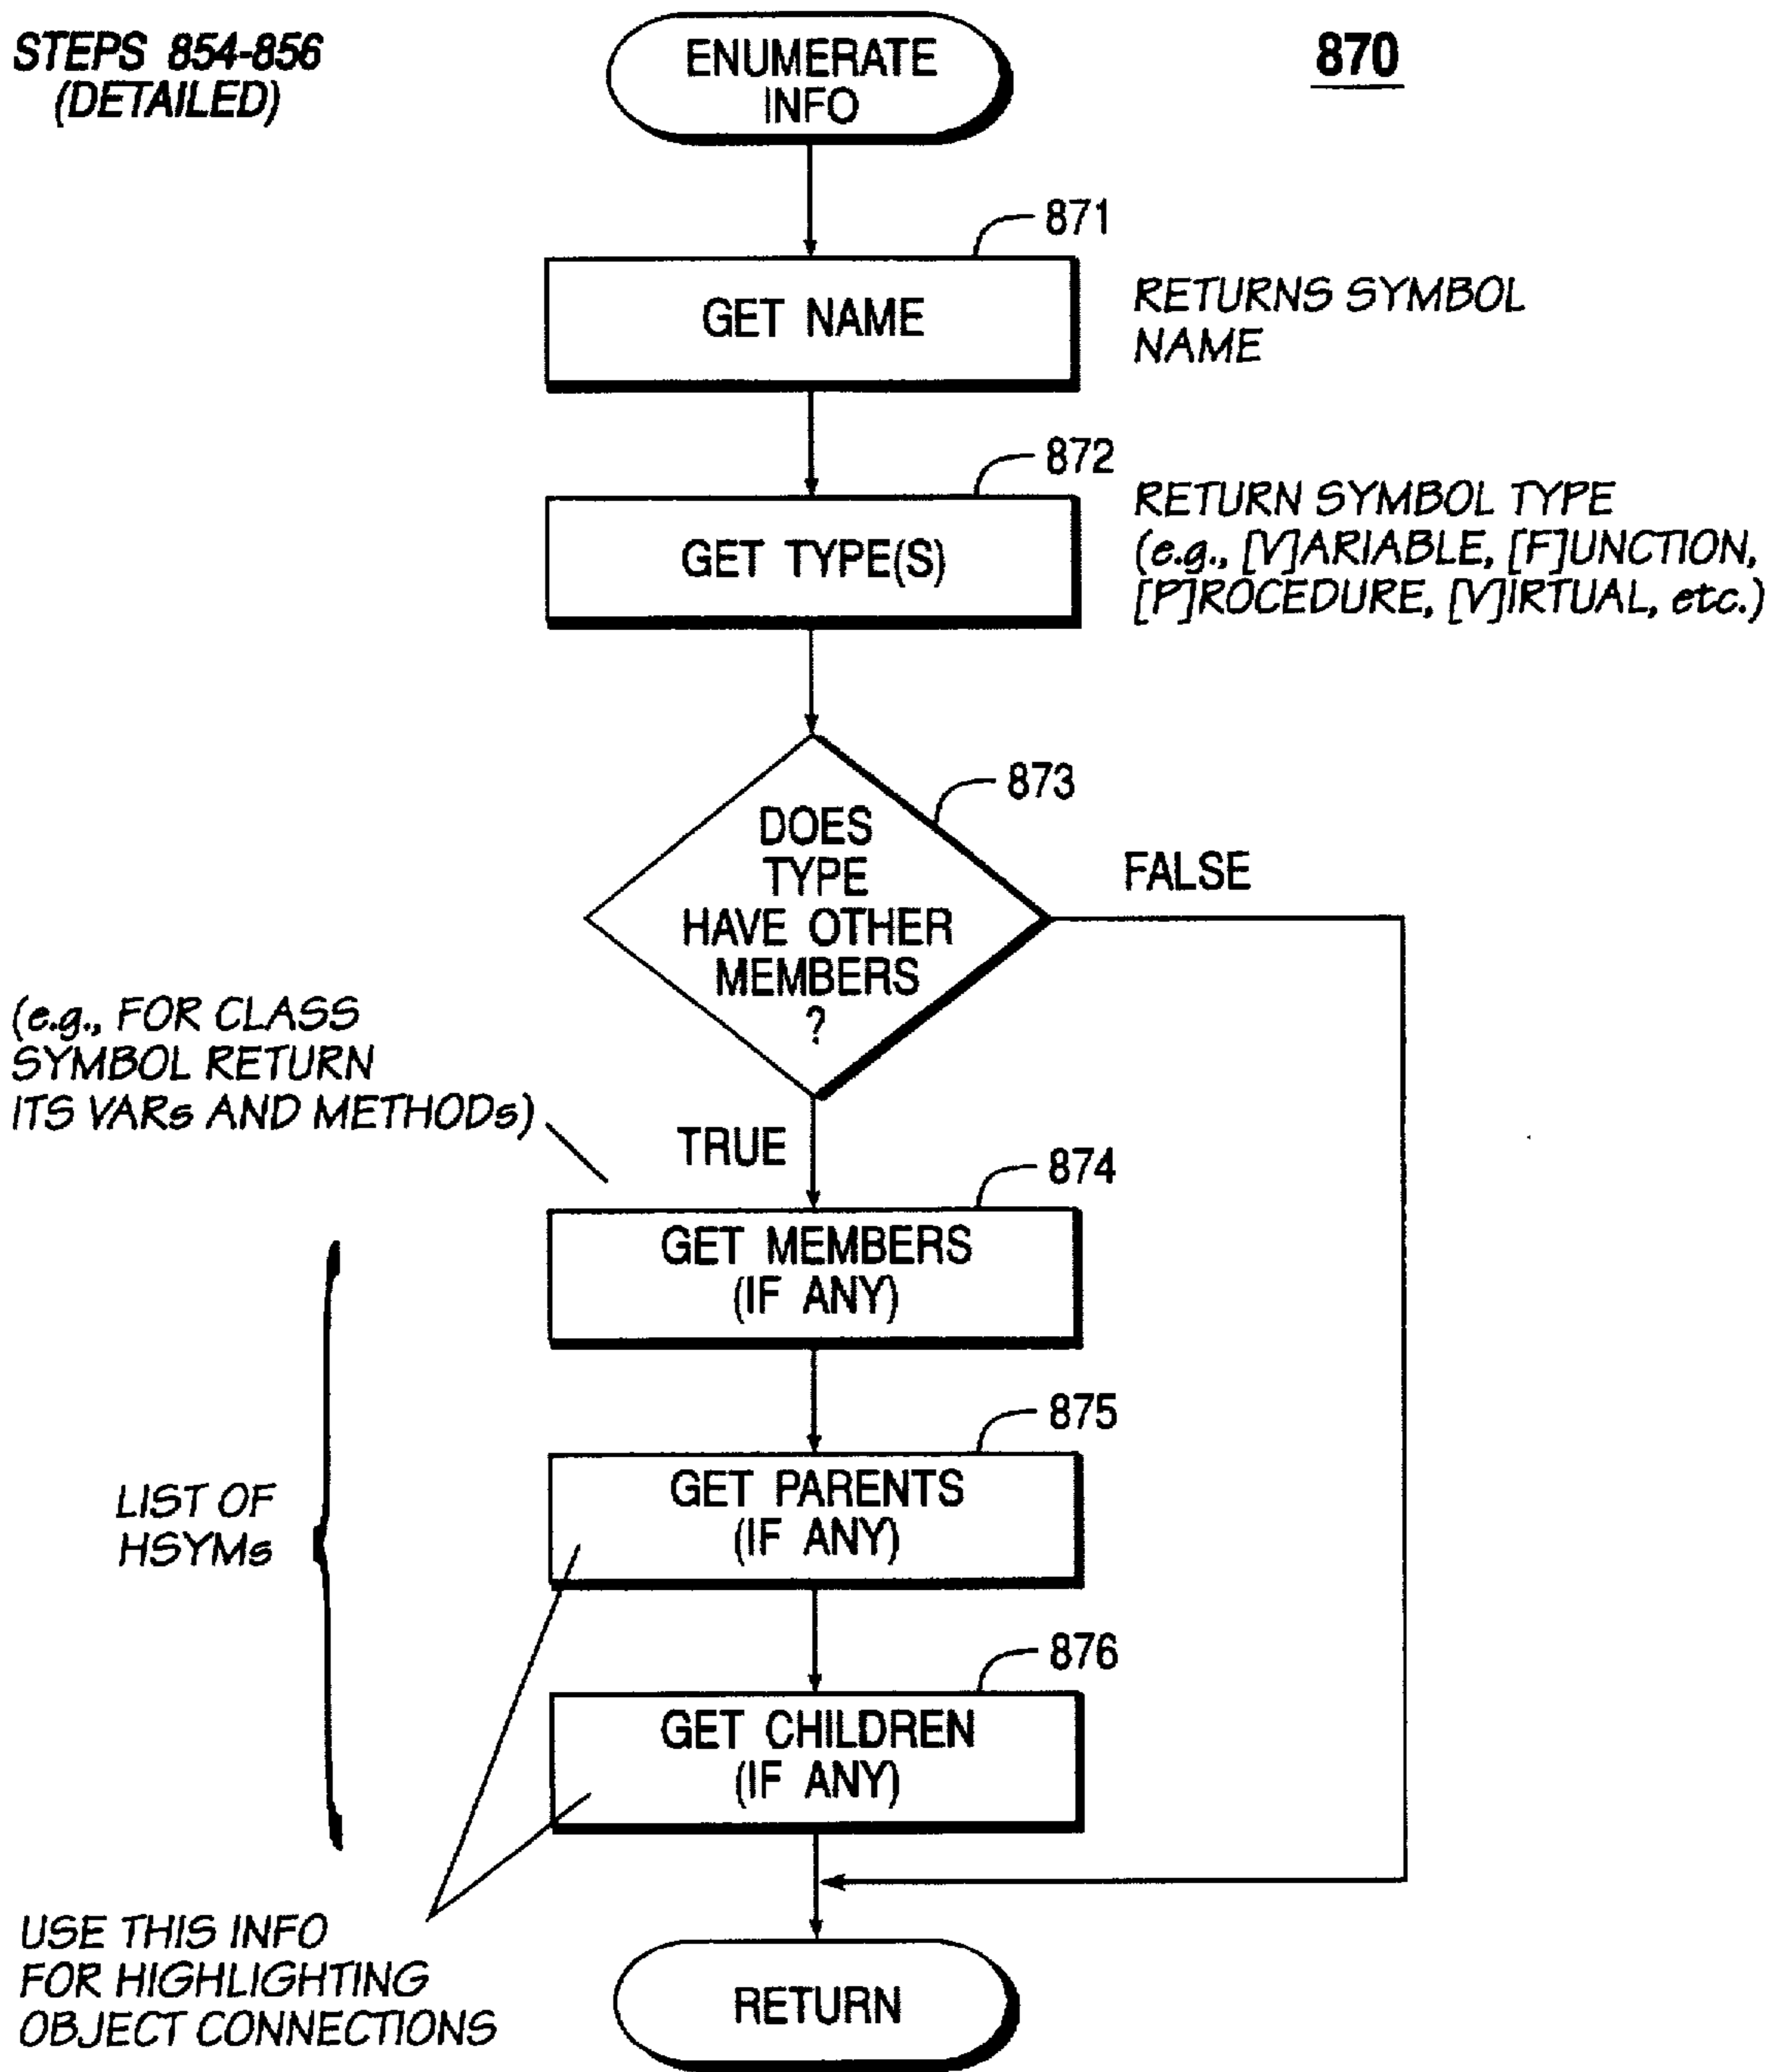 STEPS 854-856
(DETAILED)
870
ENUMERATE
INFO
871
GET NAME
RETURNS SYMBOL
NAME
872
GET TYPE(S)
RETURN SYMBOL TYPE
(e.g., [V]ARIABLE, [F]UNCTION,
[P]ROCEDURE, [V]IRTUAL, etc.)
873
DOES
TYPE
HAVE OTHER
MEMBERS
?
FALSE
(e.g., FOR CLASS
SYMBOL RETURN
ITS VARs AND METHODs)
TRUE
874
GET MEMBERS
(IF ANY)
875
GET PARENTS
(IF ANY)
LIST OF
HSYMs
876
GET CHILDREN
(IF ANY)
USE THIS INFO
FOR HIGHLIGHTING
OBJECT CONNECTIONS
RETURN